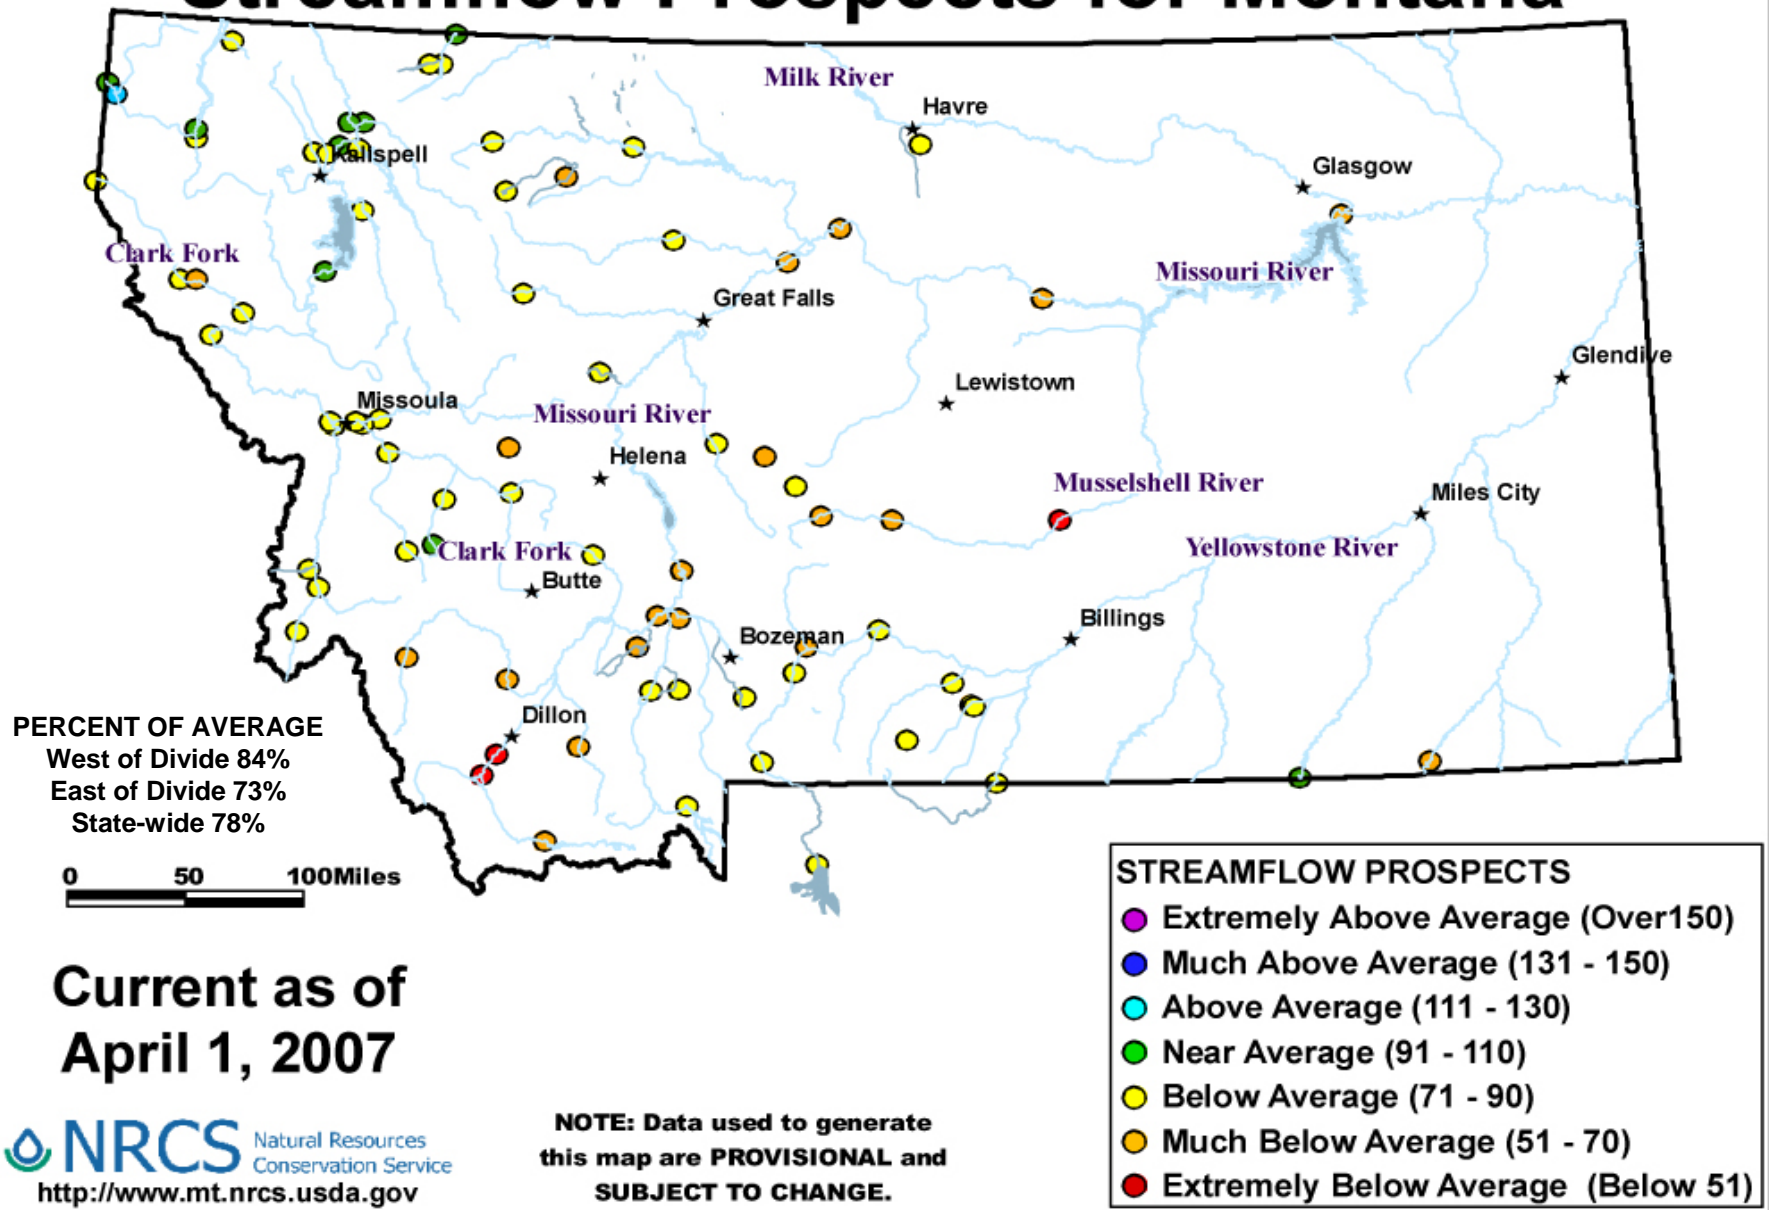 Streamflow Prospects for Montana
Milk River
Havre
Kalispell
Glasgow
Clark Fork
Missouri River
Great Falls
Glendive
Lewistown
Missoula
Missouri River
Helena
Musselshell River
Miles City
Clark Fork
Yellowstone River
Butte
Billings
Bozeman
Dillon
PERCENT OF AVERAGE
West of Divide 84%
East of Divide 73%
State-wide 78%
0 50 100Miles
STREAMFLOW PROSPECTS
Extremely Above Average (Over150)
Much Above Average (131 - 150)
Above Average (111 - 130)
Near Average (91 - 110)
Below Average (71 - 90)
Much Below Average (51 - 70)
Extremely Below Average (Below 51)
Current as of
April 1, 2007
NRCS Natural Resources
Conservation Service
http://www.mt.nrcs.usda.gov
NOTE: Data used to generate
this map are PROVISIONAL and
SUBJECT TO CHANGE.